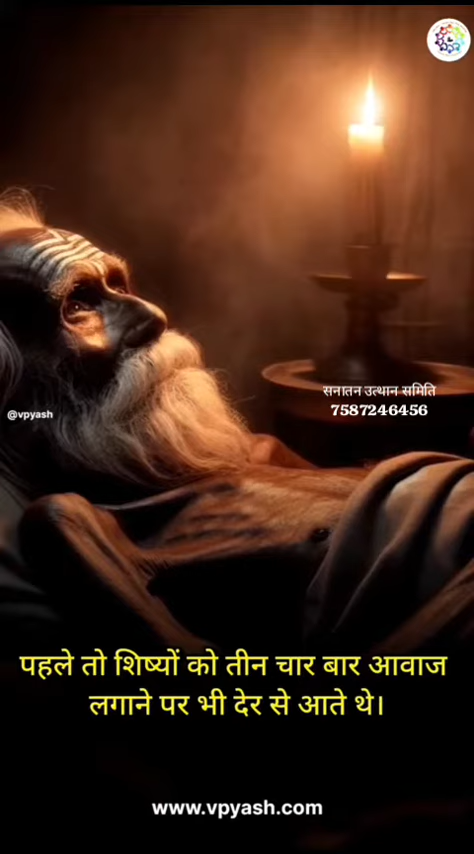 सनातन उत्थान समिति
7587246456
@vpyash
पहले तो शिष्यों को तीन चार बार आवाज
लगाने पर भी देर से आते थे।
www.vpyash.com